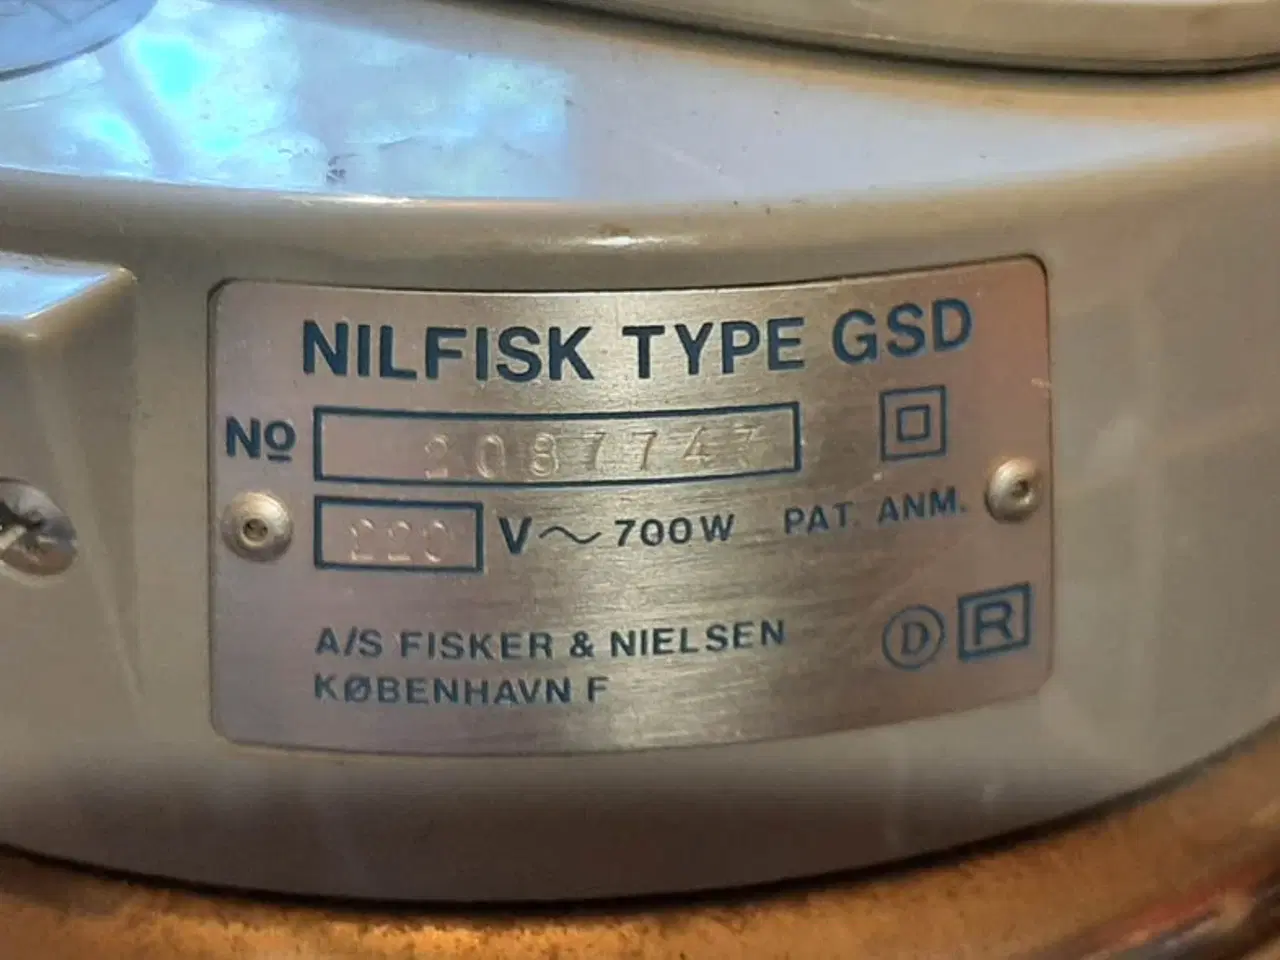 NILFISK TYPE GSD
Nº 2087747
220 V ~ 700W PAT. ANM.
A/S FISKER & NIELSEN D R
KØBENHAVN F